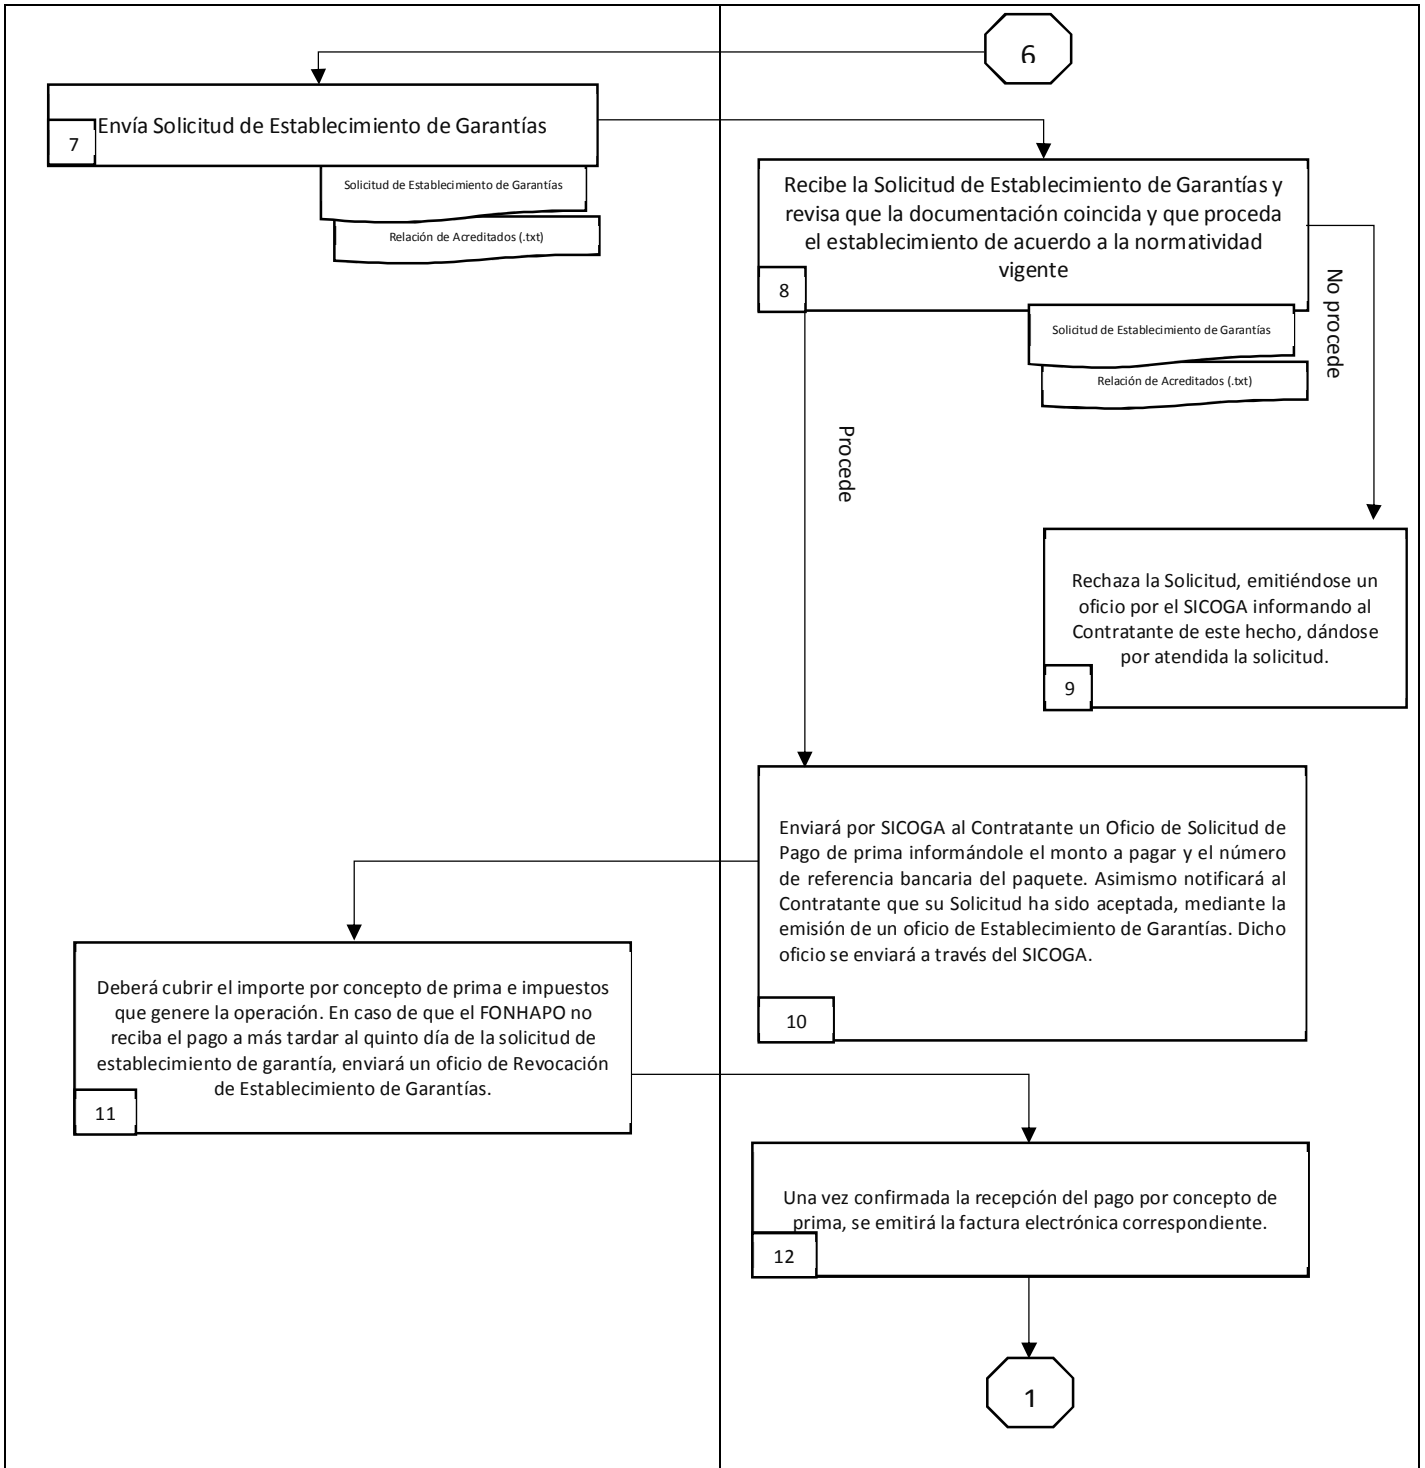 6
Envía Solicitud de Establecimiento de Garantías
7
Solicitud de Establecimiento de Garantías
Relación de Acreditados (.txt)
Recibe la Solicitud de Establecimiento de Garantías y
revisa que la documentación coincida y que proceda
el establecimiento de acuerdo a la normatividad
vigente
8
Solicitud de Establecimiento de Garantías
Relación de Acreditados (.txt)
No procede
Procede
Rechaza la Solicitud, emitiéndose un
oficio por el SICOGA informando al
Contratante de este hecho, dándose
por atendida la solicitud.
9
Enviará por SICOGA al Contratante un Oficio de Solicitud de
Pago de prima informándole el monto a pagar y el número
de referencia bancaria del paquete. Asimismo notificará al
Contratante que su Solicitud ha sido aceptada, mediante la
emisión de un oficio de Establecimiento de Garantías. Dicho
oficio se enviará a través del SICOGA.
10
Deberá cubrir el importe por concepto de prima e impuestos
que genere la operación. En caso de que el FONHAPO no
reciba el pago a más tardar al quinto día de la solicitud de
establecimiento de garantía, enviará un oficio de Revocación
de Establecimiento de Garantías.
11
Una vez confirmada la recepción del pago por concepto de
prima, se emitirá la factura electrónica correspondiente.
12
1